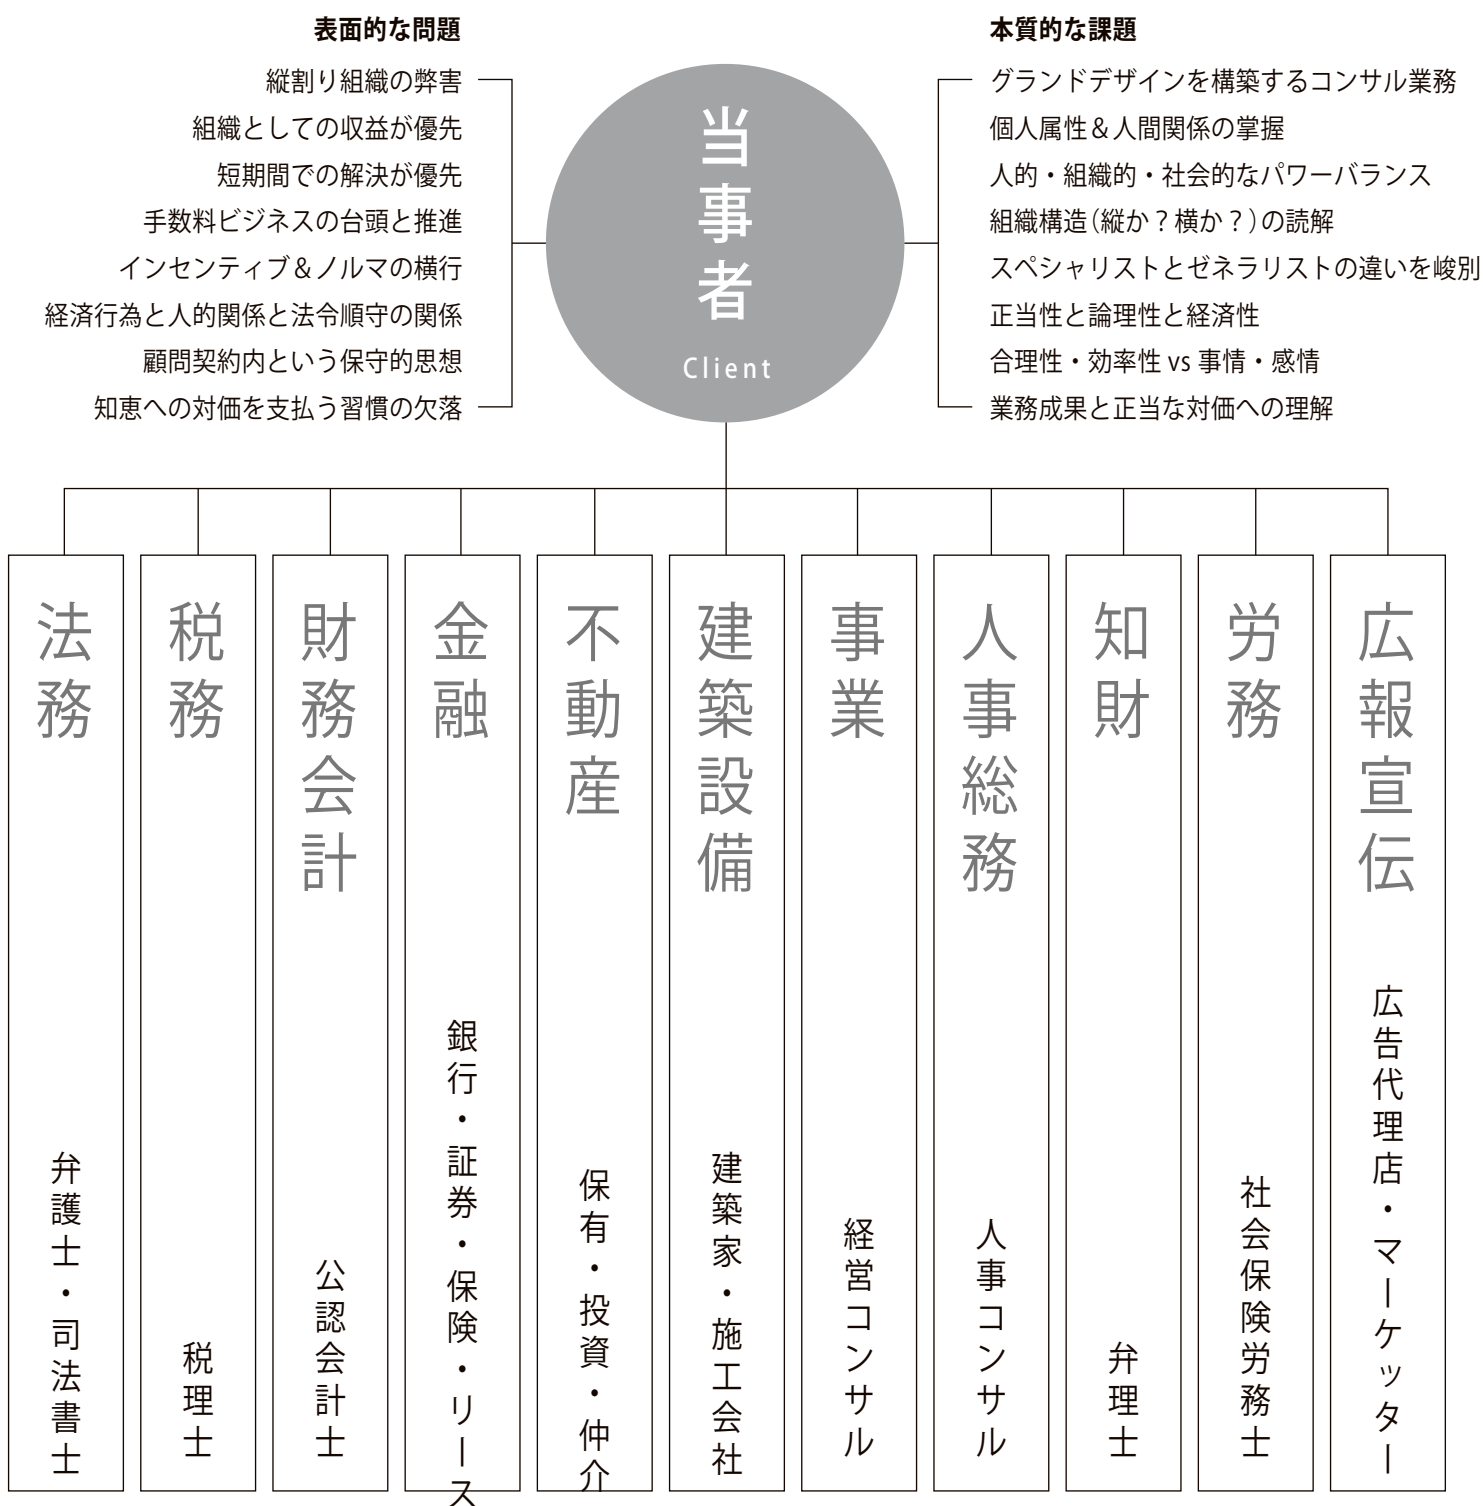 表面的な問題
縦割り組織の弊害
組織としての収益が優先
短期間での解決が優先
手数料ビジネスの台頭と推進
インセンティブ＆ノルマの横行
経済行為と人的関係と法令順守の関係
顧問契約内という保守的思想
知恵への対価を支払う習慣の欠落
当事者
Client
本質的な課題
グランドデザインを構築するコンサル業務
個人属性＆人間関係の掌握
人的・組織的・社会的なパワーバランス
組織構造（縦か？横か？）の読解
スペシャリストとゼネラリストの違いを峻別
正当性と論理性と経済性
合理性・効率性 vs 事情・感情
業務成果と正当な対価への理解
法務
弁護士・司法書士
税務
税理士
財務会計
公認会計士
金融
銀行・証券・保険・リース
不動産
保有・投資・仲介
建築設備
建築家・施工会社
事業
経営コンサル
人事総務
人事コンサル
知財
弁理士
労務
社会保険労務士
広報宣伝
広告代理店・マーケッター